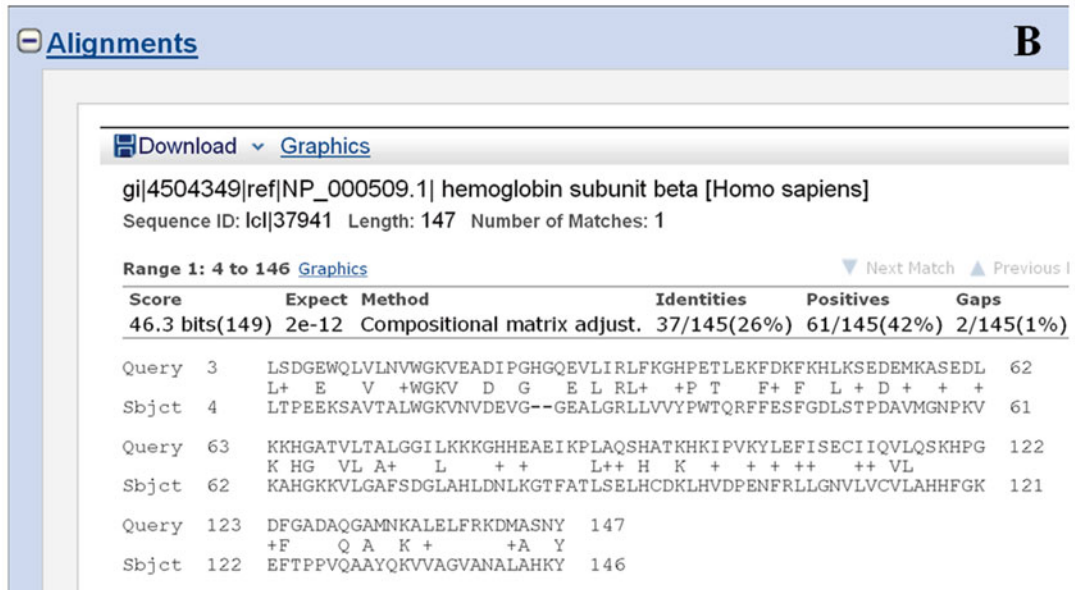 Alignments B
Download Graphics
gi|4504349|ref|NP_000509.1| hemoglobin subunit beta [Homo sapiens]
Sequence ID: lcl|37941 Length: 147 Number of Matches: 1
Range 1: 4 to 146 Graphics Next Match Previous
Score Expect Method Identities Positives Gaps
46.3 bits(149) 2e-12 Compositional matrix adjust. 37/145(26%) 61/145(42%) 2/145(1%)
Query 3 LSDGEWQLVLNVWGKVEADIPGHGQEVLIRLFKGHPETLEKFDKFKHLKSEDEMKASEDL 62
L+ E V +WGKV D G E L RL+ +P T F+ F L + D + + +
Sbjct 4 LTPEEKSAVTALWGKVNVDEVG--GEALGRLLVVYPWTQRFFESFGDLSTPDAVMGNPKV 61
Query 63 KKHGATVLTALGGILKKKGHHEAEIKPLAQSHATKHKIPVKYLEFISECIIQVLQSKHPG 122
K HG VL A+ L + + L++ H K + + + ++ ++ VL
Sbjct 62 KAHGKKVLGAFSDGLAHLDNLKGTFATLSELHCDKLHVDPENFRLLGNVLVCVLAHHFGK 121
Query 123 DFGADAQGAMNKALELFRKDMASNY 147
+F Q A K + +A Y
Sbjct 122 EFTPPVQAAYQKVVAGVANALAHKY 146